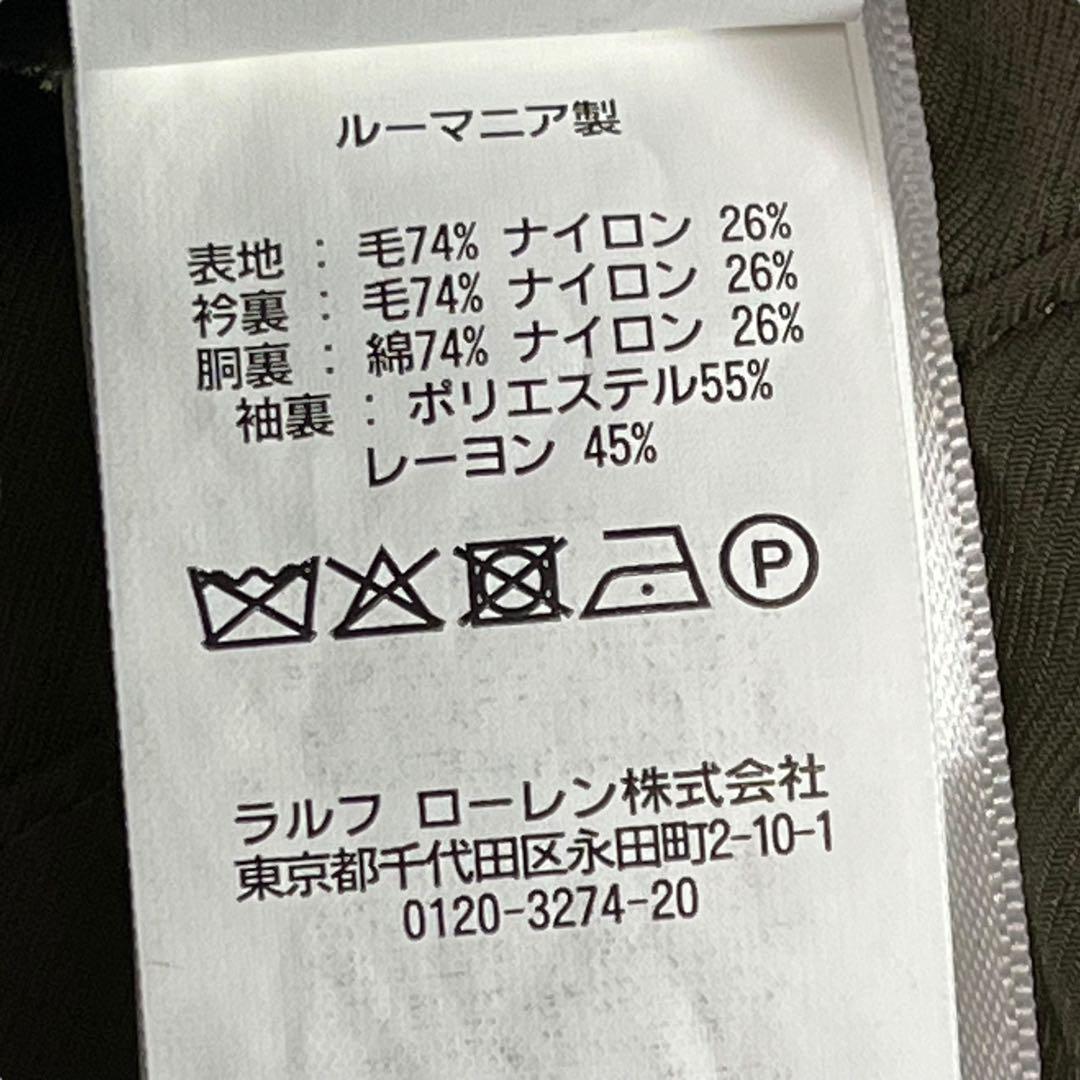 ルーマニア製
表地 : 毛74% ナイロン 26%
衿裏 : 毛74% ナイロン 26%
胴裏 : 綿74% ナイロン 26%
袖裏 : ポリエステル55%
レーヨン 45%
P
ラルフ ローレン株式会社
東京都千代田区永田町2-10-1
0120-3274-20